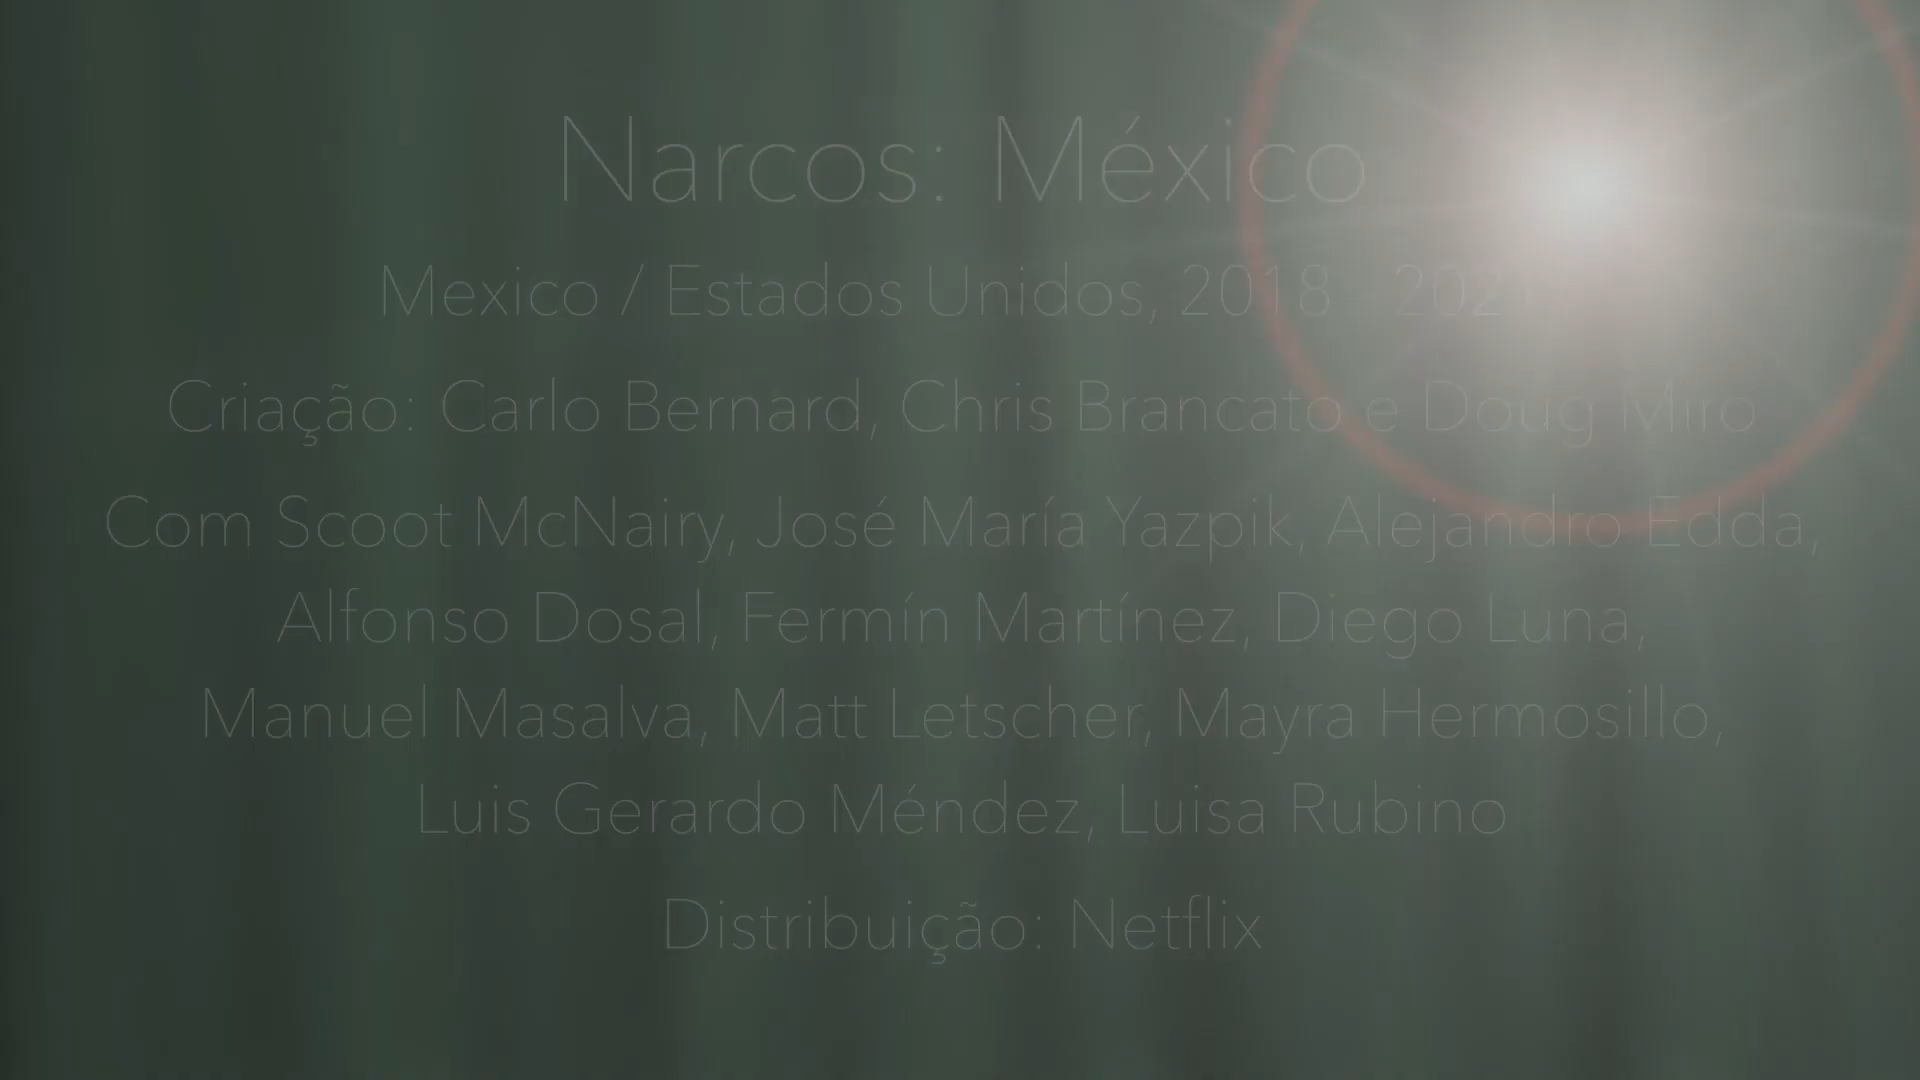 Narcos: México
Mexico / Estados Unidos, 2018 202
Criação: Carlo Bernard, Chris Brancato e Doug Miro
Com Scoot McNairy, José María Yazpik, Alejandro Edda,
Alfonso Dosal, Fermín Martínez, Diego Luna,
Manuel Masalva, Matt Letscher, Mayra Hermosillo,
Luis Gerardo Méndez, Luisa Rubino
Distribuição: Netflix